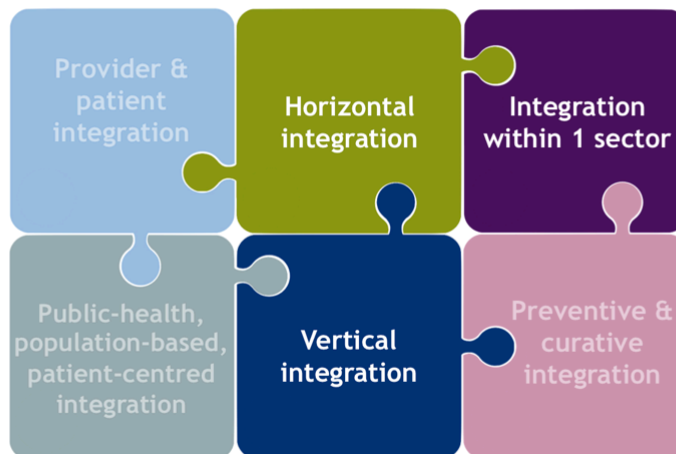 Provider &
patient
integration
Horizontal
integration
Integration
within 1 sector
Public-health,
population-based,
patient-centred
integration
Vertical
integration
Preventive &
curative
integration